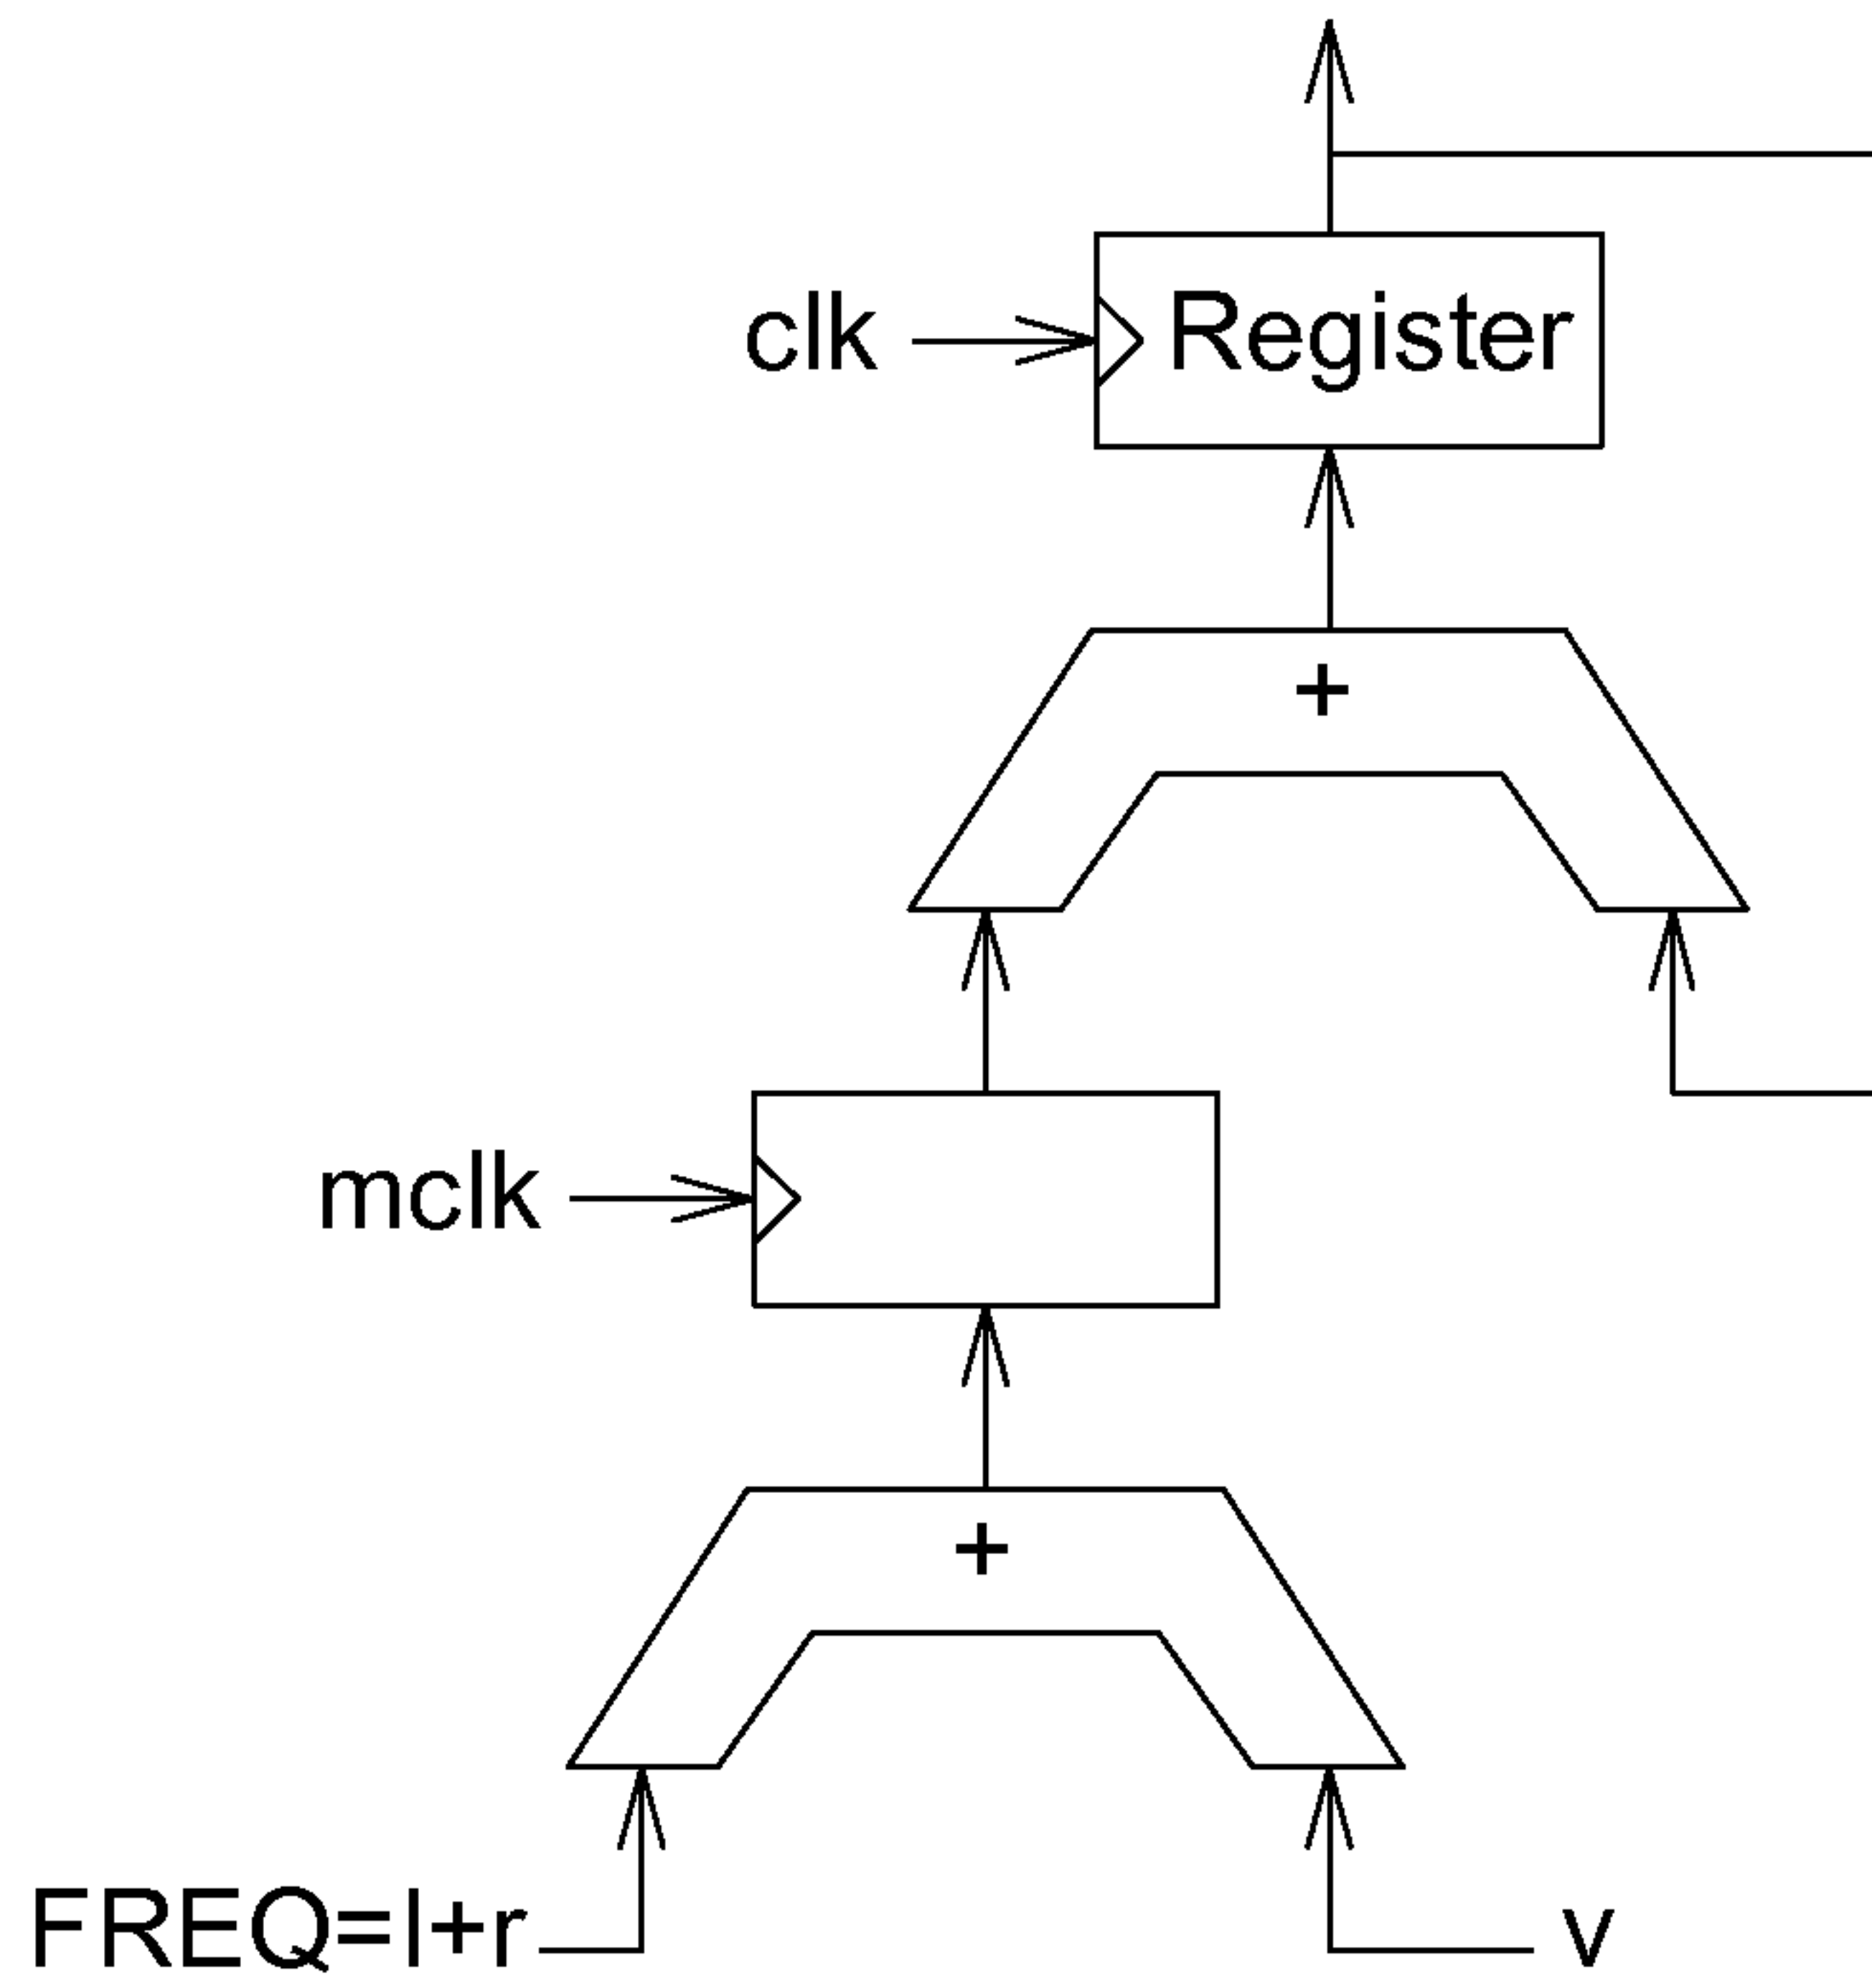 clk
Register
+
mclk
+
FREQ=I+r
v